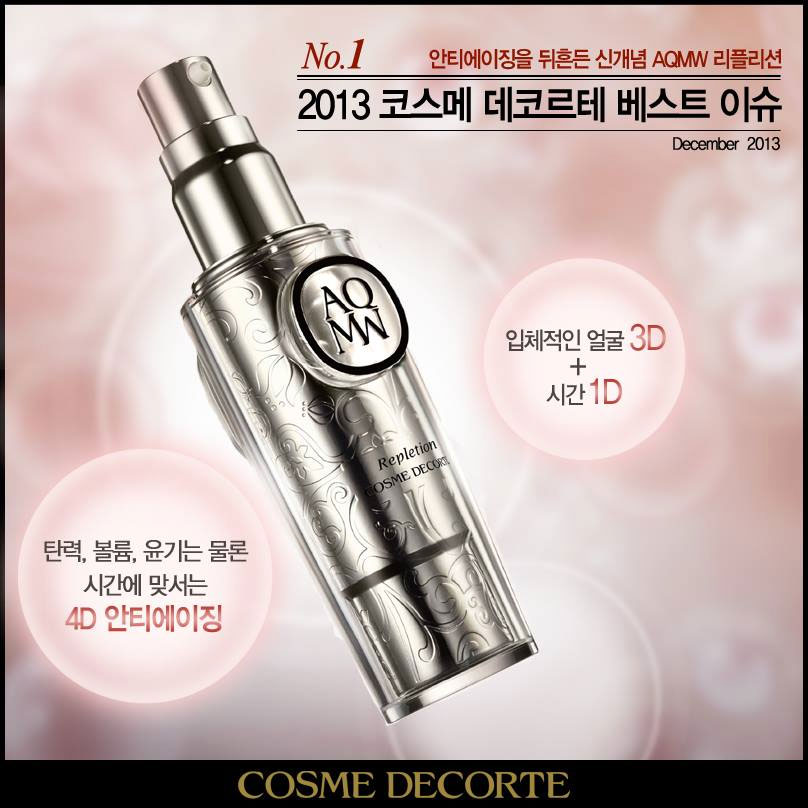 No.1 안티에이징을 뒤흔든 신개념 AQMW 리플리션
2013 코스메 데코르테 베스트 이슈
December 2013
AQ
MW
입체적인 얼굴 3D
+
시간 1D
Repletion
COSME DECORTE
탄력, 볼륨, 윤기는 물론
시간에 맞서는
4D 안티에이징
COSME DECORTE